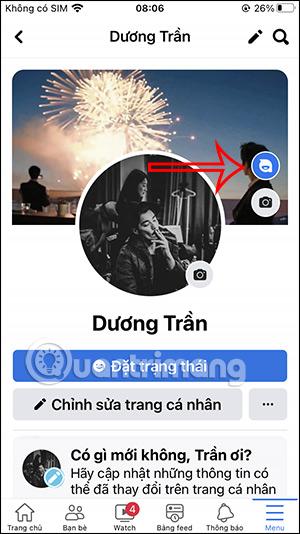 Không có SIM 08:06 26%
Dương Trần
Dương Trần
Đặt trạng thái
Quantrimang
Chỉnh sửa trang cá nhân
Có gì mới không, Trần ơi?
Hãy cập nhật những thông tin có
thể đã thay đổi trên trang cá nhân
4
Trang chủ Bạn bè Watch Bảng feed Thông báo Menu